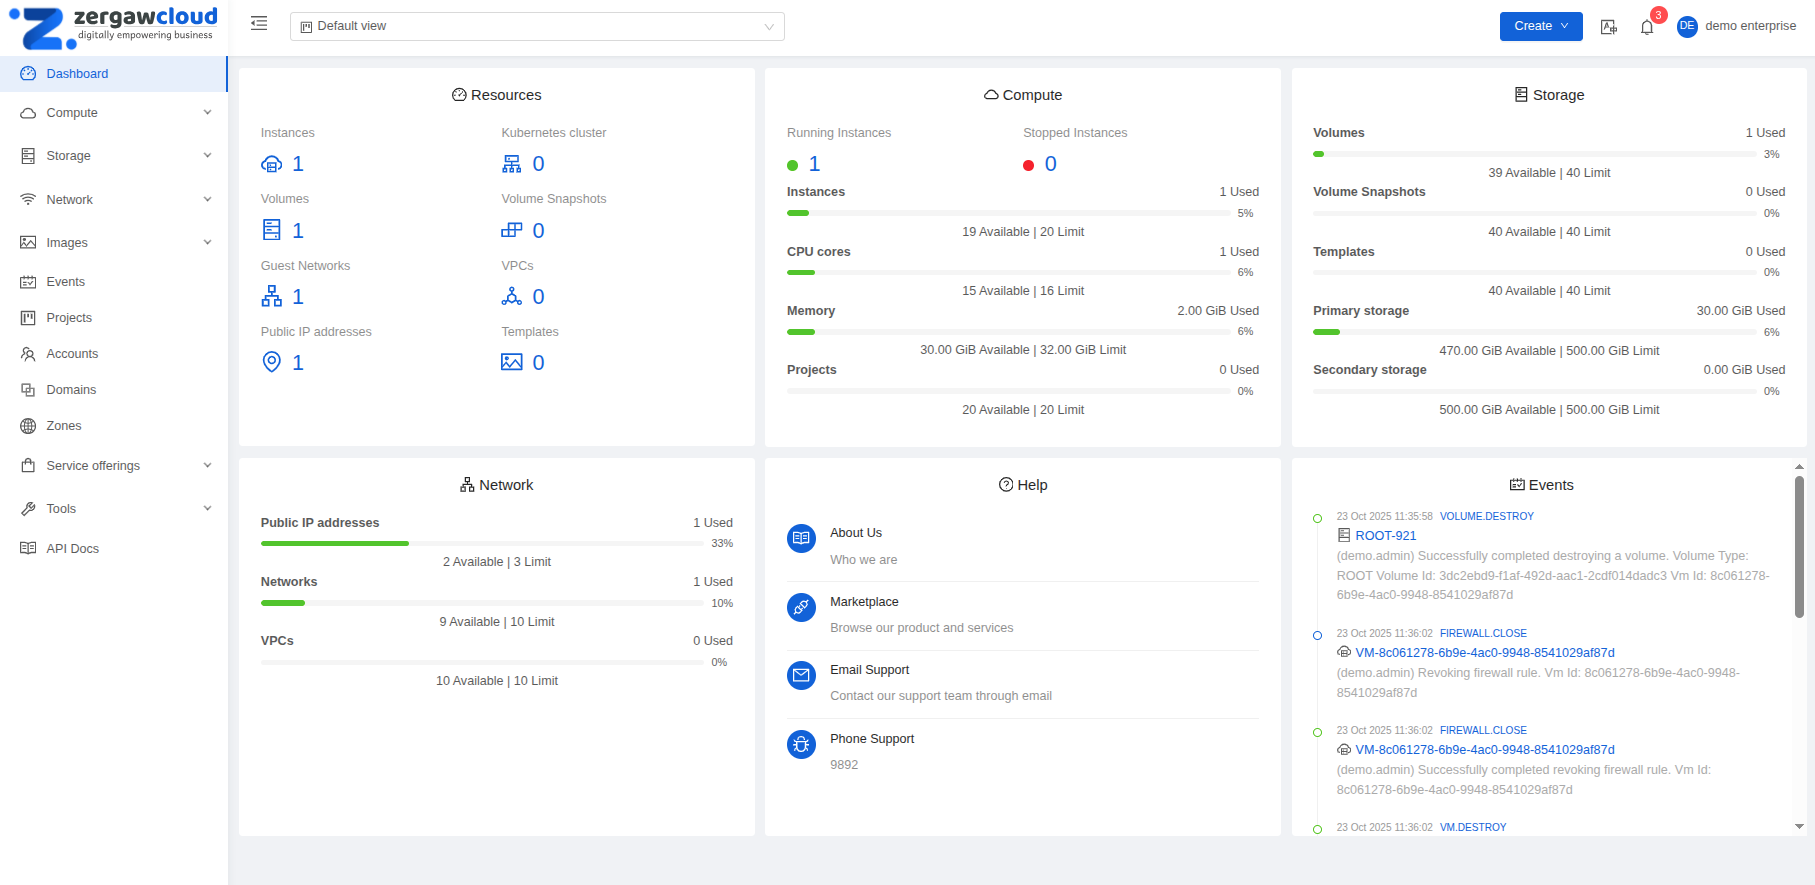 zergawcloud
digitally empowering business
Default view
Create
3
DE
demo enterprise
Dashboard
Compute
Storage
Network
Images
Events
Projects
Accounts
Domains
Zones
Service offerings
Tools
API Docs
Resources
Instances
Kubernetes cluster
1
0
Volumes
Volume Snapshots
1
0
Guest Networks
VPCs
1
0
Public IP addresses
Templates
1
0
Compute
Running Instances
Stopped Instances
1
0
Instances 1 Used
5%
19 Available | 20 Limit
CPU cores 1 Used
6%
15 Available | 16 Limit
Memory 2.00 GiB Used
6%
30.00 GiB Available | 32.00 GiB Limit
Projects 0 Used
0%
20 Available | 20 Limit
Storage
Volumes 1 Used
3%
39 Available | 40 Limit
Volume Snapshots 0 Used
0%
40 Available | 40 Limit
Templates 0 Used
0%
40 Available | 40 Limit
Primary storage 30.00 GiB Used
6%
470.00 GiB Available | 500.00 GiB Limit
Secondary storage 0.00 GiB Used
0%
500.00 GiB Available | 500.00 GiB Limit
Network
Public IP addresses 1 Used
33%
2 Available | 3 Limit
Networks 1 Used
10%
9 Available | 10 Limit
VPCs 0 Used
0%
10 Available | 10 Limit
Help
About Us
Who we are
Marketplace
Browse our product and services
Email Support
Contact our support team through email
Phone Support
9892
Events
23 Oct 2025 11:35:58 VOLUME.DESTROY
ROOT-921
(demo.admin) Successfully completed destroying a volume. Volume Type:
ROOT Volume Id: 3dc2ebd9-f1af-492d-aac1-2cdf014dadc3 Vm Id: 8c061278-
6b9e-4ac0-9948-8541029af87d
23 Oct 2025 11:36:02 FIREWALL.CLOSE
VM-8c061278-6b9e-4ac0-9948-8541029af87d
(demo.admin) Revoking firewall rule. Vm Id: 8c061278-6b9e-4ac0-9948-
8541029af87d
23 Oct 2025 11:36:02 FIREWALL.CLOSE
VM-8c061278-6b9e-4ac0-9948-8541029af87d
(demo.admin) Successfully completed revoking firewall rule. Vm Id:
8c061278-6b9e-4ac0-9948-8541029af87d
23 Oct 2025 11:36:02 VM.DESTROY